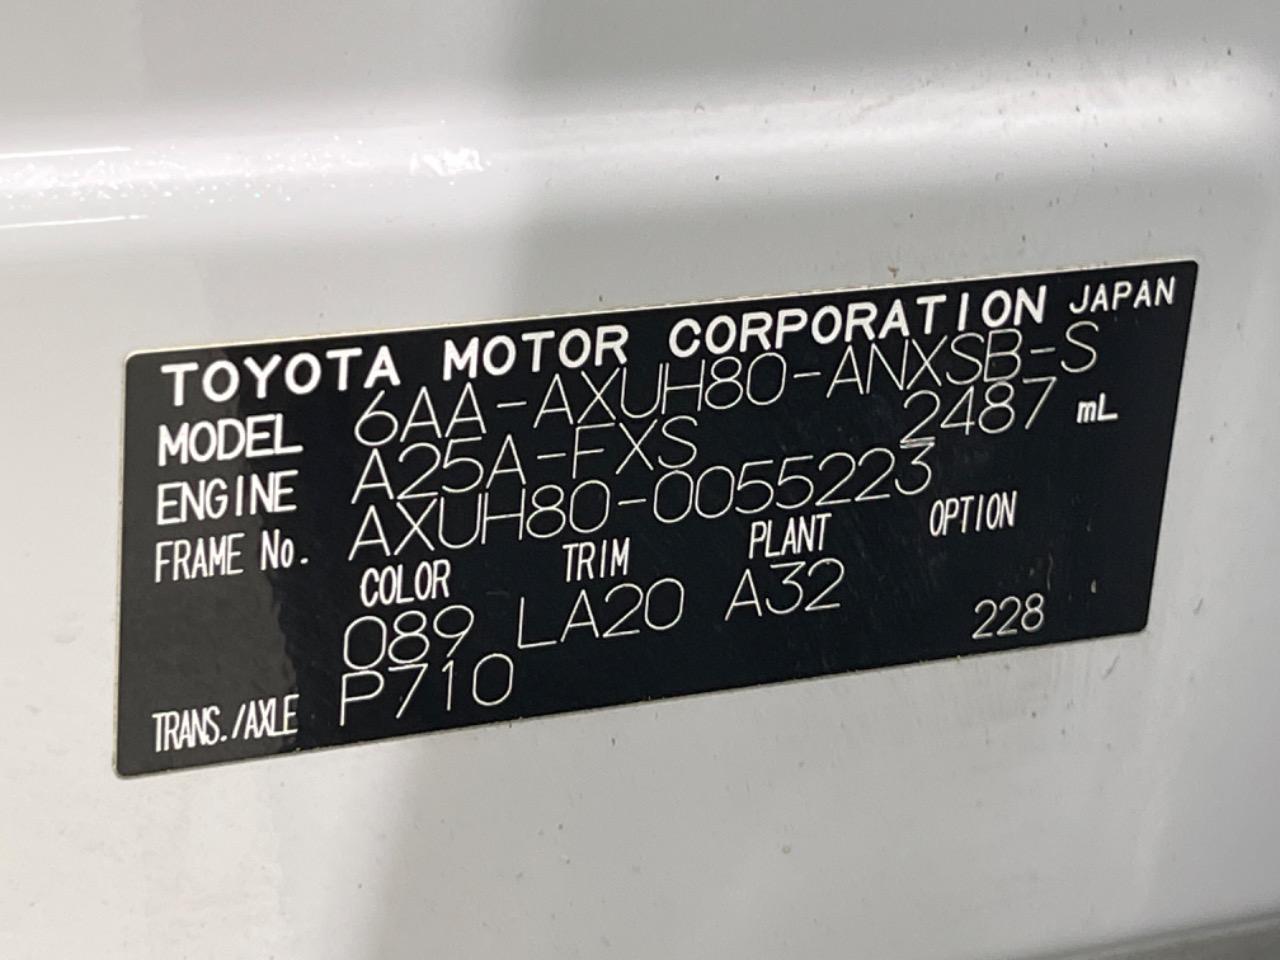 TOYOTA MOTOR CORPORATION JAPAN
MODEL 6AA-AXUH80-ANXSB-S
ENGINE A25A-FXS 2487 mL
FRAME No. AXUH80-0055223
COLOR TRIM PLANT OPTION
089 LA20 A32
TRANS./AXLE P710 228